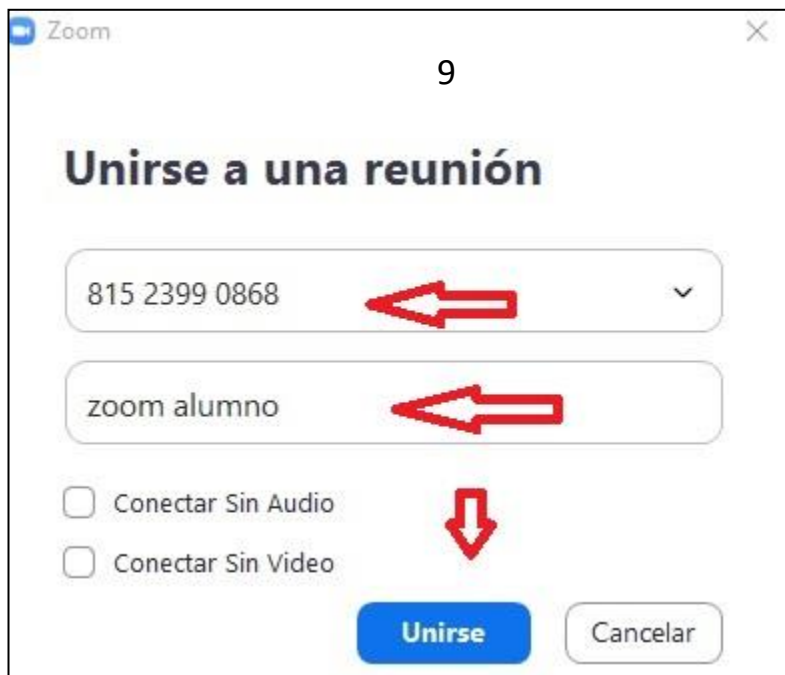 Zoom
9
Unirse a una reunión
815 2399 0868
zoom alumno
Conectar Sin Audio
Conectar Sin Video
Unirse
Cancelar